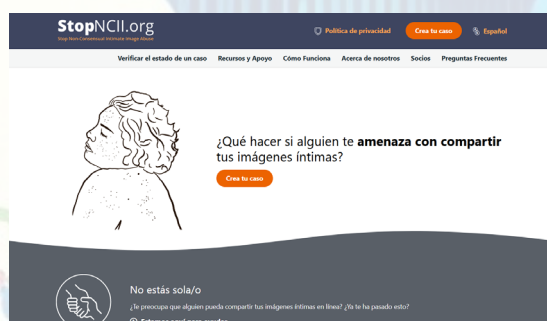 StopNCII.org
Stop Non-Consensual Intimate Image Abuse
Política de privacidad
Crea tu caso
Español
Verificar el estado de un caso Recursos y Apoyo Cómo Funciona Acerca de nosotros Socios Preguntas Frecuentes
¿Qué hacer si alguien te amenaza con compartir
tus imágenes íntimas?
Crea tu caso
No estás sola/o
¿Te preocupa que alguien pueda compartir tus imágenes íntimas en línea? ¿Ya te ha pasado esto?